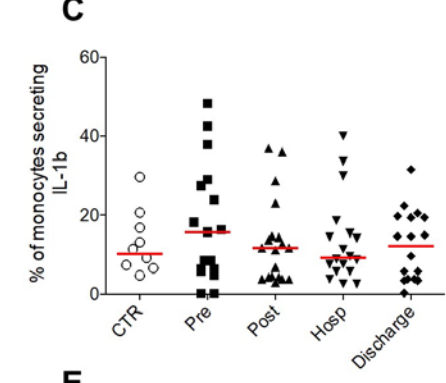 C
% of monocytes secreting
IL-1b
60
40
20
0
CTR
Pre
Post
Hosp
Discharge